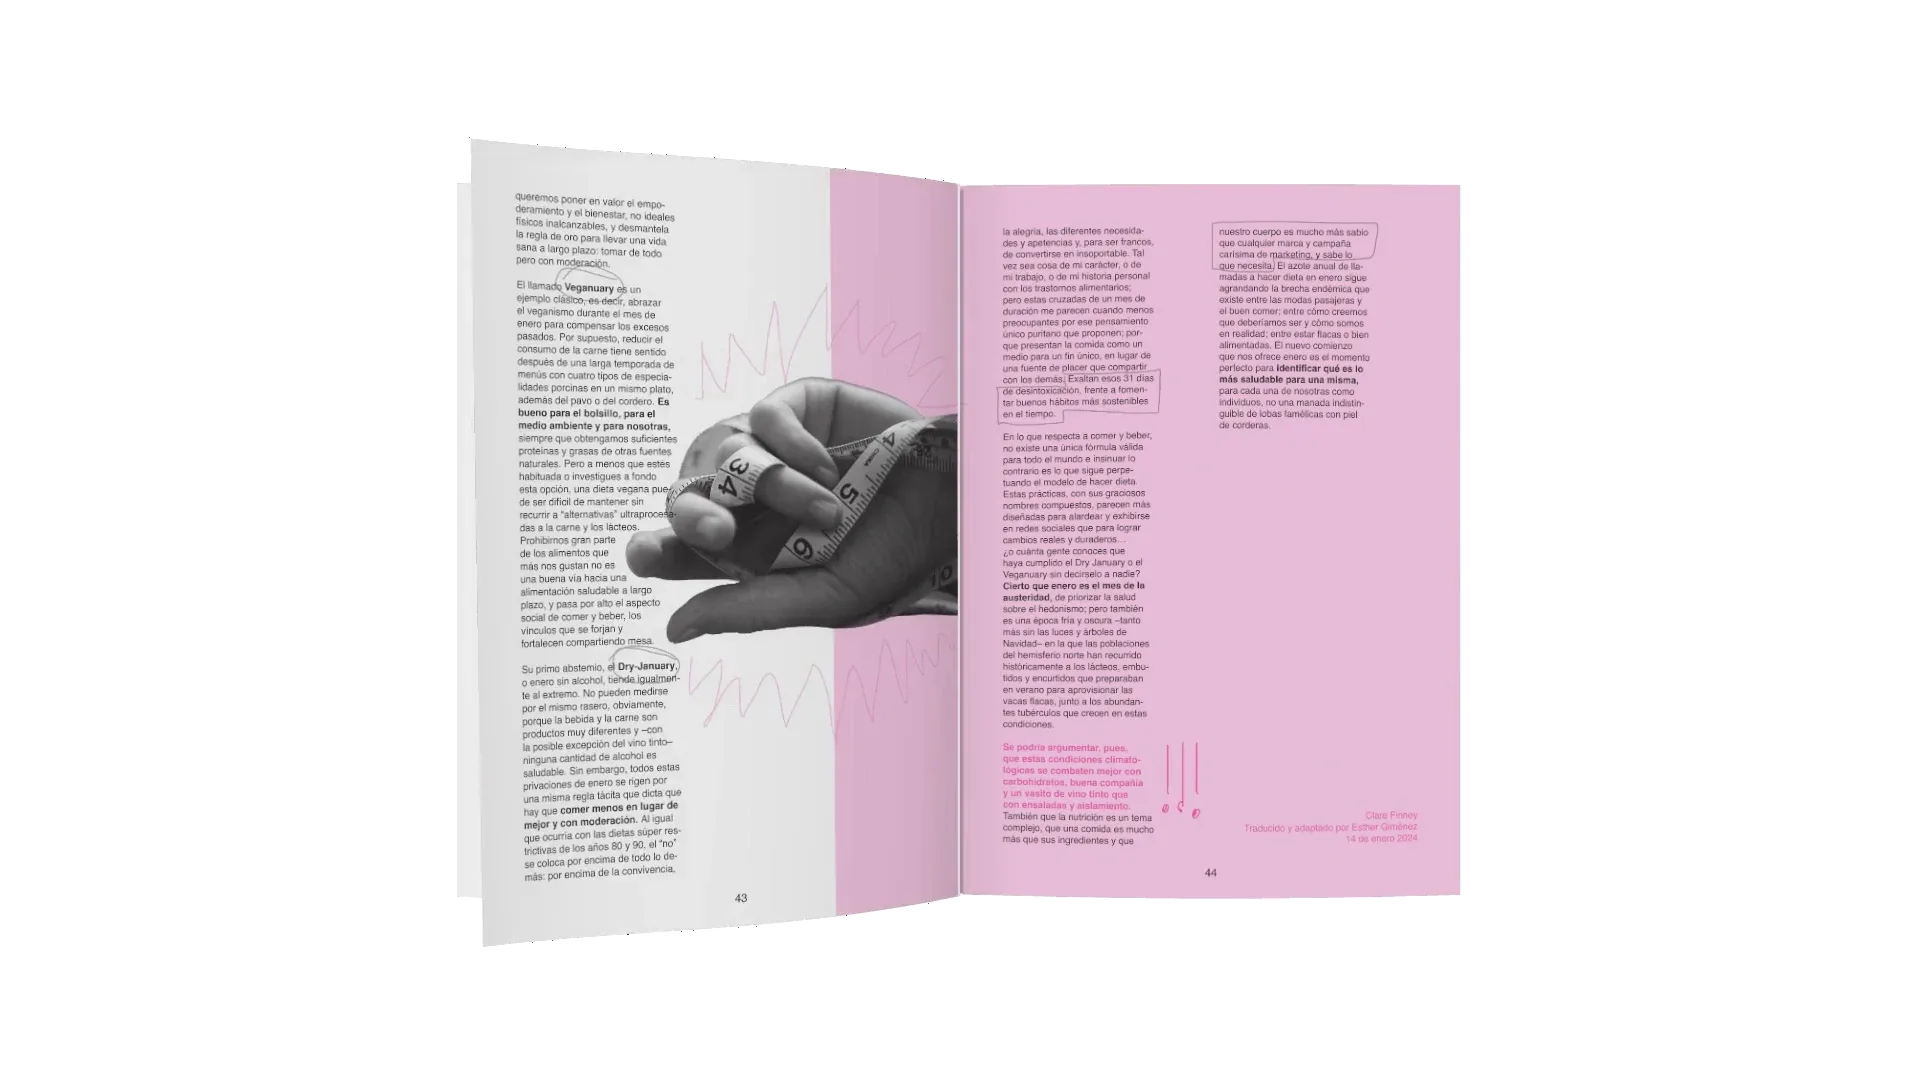 queremos poner en valor el empo-
deramiento y el bienestar, no ideales
físicos inalcanzables, y desmantela
la regla de oro para llevar una vida
sana a largo plazo: tomar de todo
pero con moderación.
El llamado Veganuary es un
ejemplo clásico, es decir, abrazar
el veganismo durante el mes de
enero para compensar los excesos
pasados. Por supuesto, reducir el
consumo de la carne tiene sentido
después de una larga temporada de
menús con cuatro tipos de especia-
lidades porcinas en un mismo plato,
además del pavo o del cordero. Es
bueno para el bolsillo, para el
medio ambiente y para nosotras,
siempre que obtengamos suficientes
proteínas y grasas de otras fuentes
naturales. Pero a menos que estés
habituada o investigues a fondo
esta opción, una dieta vegana pue-
de ser difícil de mantener sin
recurrir a “alternativas” ultraprocesa-
das a la carne y los lácteos.
Prohibirnos gran parte
de los alimentos que
más nos gustan no es
una buena vía hacia una
alimentación saludable a largo
plazo, y pasa por alto el aspecto
social de comer y beber, los
vínculos que se forjan y
fortalecen compartiendo mesa.
Su primo abstemio, el Dry-January,
o enero sin alcohol, tiende igualmen-
te al extremo. No pueden medirse
por el mismo rasero, obviamente,
porque la bebida y la carne son
productos muy diferentes y –con
la posible excepción del vino tinto–
ninguna cantidad de alcohol es
saludable. Sin embargo, todos estas
privaciones de enero se rigen por
una misma regla tácita que dicta que
hay que comer menos en lugar de
mejor y con moderación. Al igual
que ocurría con las dietas súper res-
trictivas de los años 80 y 90, el “no”
se coloca por encima de todo lo de-
más: por encima de la convivencia,
43
34
5
6
7
10
CHINA
la alegría, las diferentes necesida-
des y apetencias y, para ser francos,
de convertirse en insoportable. Tal
vez sea cosa de mi carácter, o de
mi trabajo, o de mi historia personal
con los trastornos alimentarios;
pero estas cruzadas de un mes de
duración me parecen cuando menos
preocupantes por ese pensamiento
único puritano que proponen; por-
que presentan la comida como un
medio para un fin único, en lugar de
una fuente de placer que compartir
con los demás. Exaltan esos 31 días
de desintoxicación, frente a fomen-
tar buenos hábitos más sostenibles
en el tiempo.
En lo que respecta a comer y beber,
no existe una única fórmula válida
para todo el mundo e insinuar lo
contrario es lo que sigue perpe-
tuando el modelo de hacer dieta.
Estas prácticas, con sus graciosos
nombres compuestos, parecen más
diseñadas para alardear y exhibirse
en redes sociales que para lograr
cambios reales y duraderos...
¿o cuánta gente conoces que
haya cumplido el Dry January o el
Veganuary sin decírselo a nadie?
Cierto que enero es el mes de la
austeridad, de priorizar la salud
sobre el hedonismo; pero también
es una época fría y oscura –tanto
más sin las luces y árboles de
Navidad– en la que las poblaciones
del hemisferio norte han recurrido
históricamente a los lácteos, embu-
tidos y encurtidos que preparaban
en verano para aprovisionar las
vacas flacas, junto a los abundan-
tes tubérculos que crecen en estas
condiciones.
Se podría argumentar, pues,
que estas condiciones climato-
lógicas se combaten mejor con
carbohidratos, buena compañía
y un vasito de vino tinto que
con ensaladas y aislamiento.
También que la nutrición es un tema
complejo, que una comida es mucho
más que sus ingredientes y que
nuestro cuerpo es mucho más sabio
que cualquier marca y campaña
carísima de marketing, y sabe lo
que necesita. El azote anual de lla-
madas a hacer dieta en enero sigue
agrandando la brecha endémica que
existe entre las modas pasajeras y
el buen comer; entre cómo creemos
que deberíamos ser y cómo somos
en realidad; entre estar flacas o bien
alimentadas. El nuevo comienzo
que nos ofrece enero es el momento
perfecto para identificar qué es lo
más saludable para una misma,
para cada una de nosotras como
individuos, no una manada indistin-
guible de lobas famélicas con piel
de corderas.
Clare Finney
Traducido y adaptado por Esther Giménez
14 de enero 2024
44